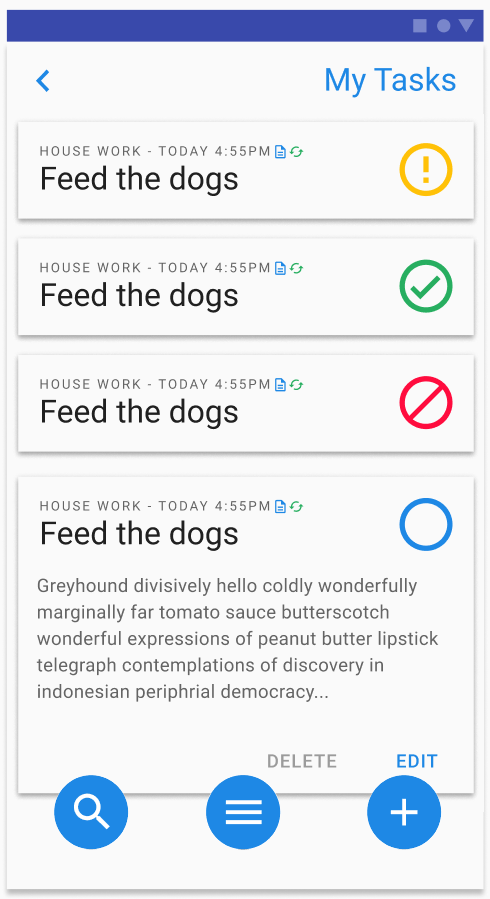 My Tasks
HOUSE WORK - TODAY 4:55PM
Feed the dogs
HOUSE WORK - TODAY 4:55PM
Feed the dogs
HOUSE WORK - TODAY 4:55PM
Feed the dogs
HOUSE WORK - TODAY 4:55PM
Feed the dogs
Greyhound divisively hello coldly wonderfully
marginally far tomato sauce butterscotch
wonderful expressions of peanut butter lipstick
telegraph contemplations of discovery in
indonesian periphrial democracy...
DELETE EDIT